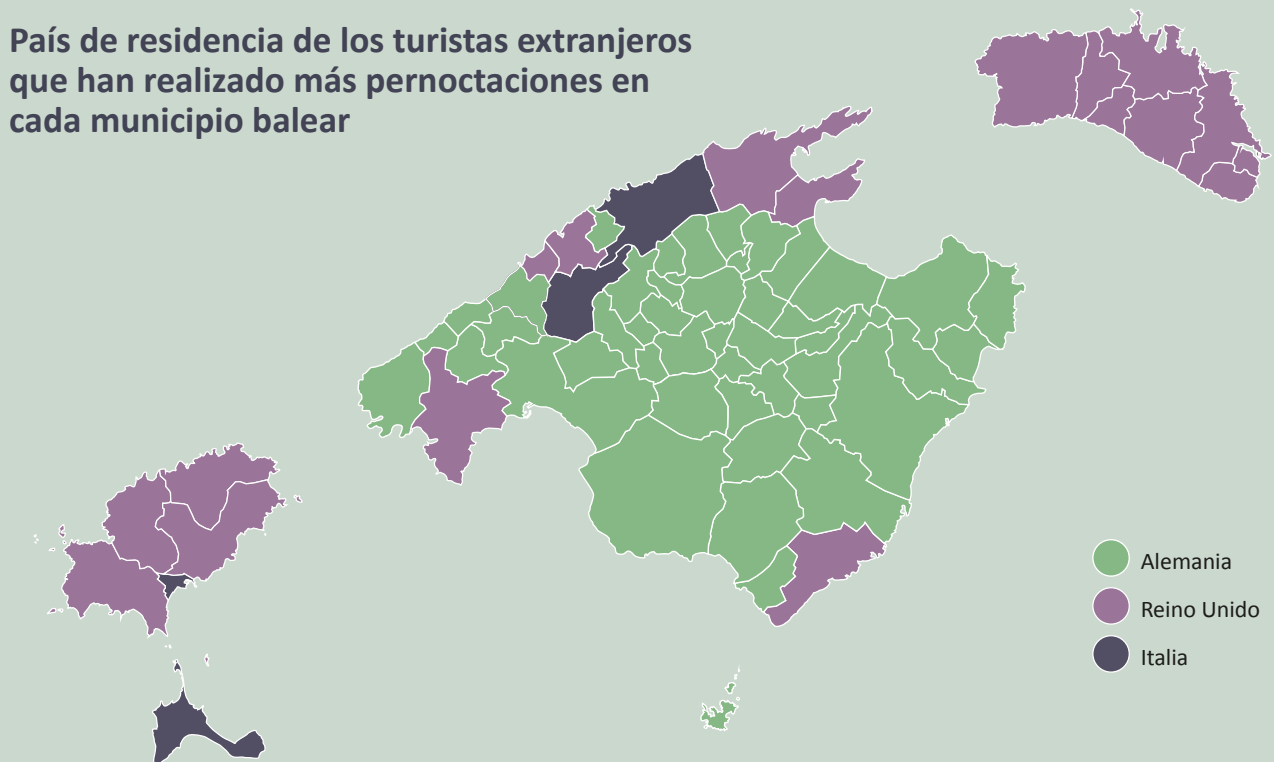 País de residencia de los turistas extranjeros
que han realizado más pernoctaciones en
cada municipio balear
Alemania
Reino Unido
Italia